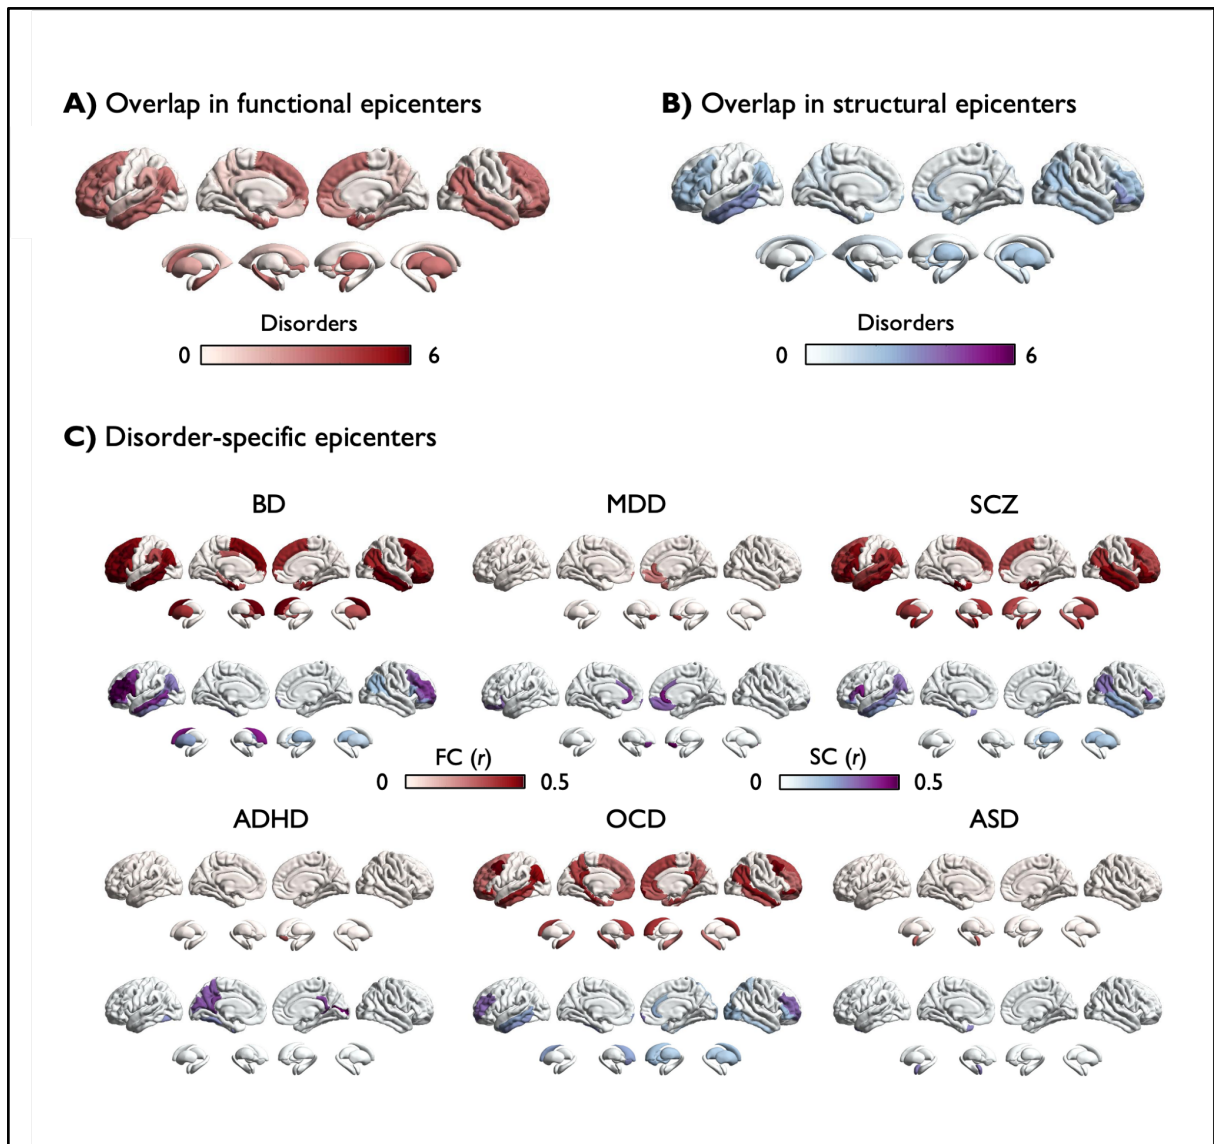 A) Overlap in functional epicenters
B) Overlap in structural epicenters
Disorders
0 6
Disorders
0 6
C) Disorder-specific epicenters
BD MDD SCZ
FC (r)
0 0.5
SC (r)
0 0.5
ADHD OCD ASD